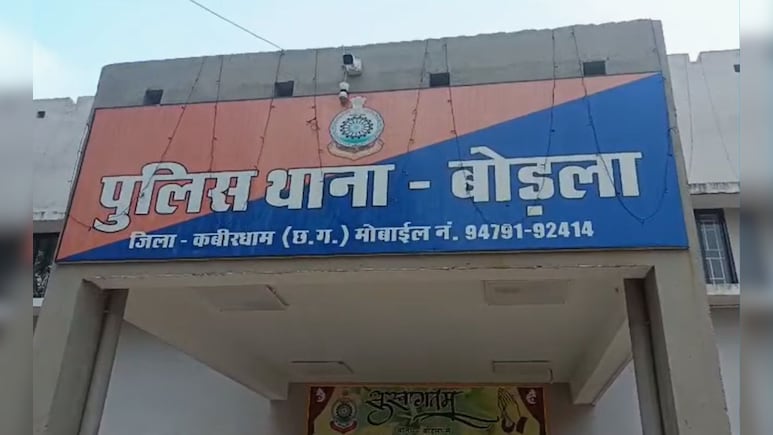 पुलिस थाना - बोड़ला
जिला - कबीरधाम (छ.ग.) मोबाईल नं. 94791-92414
सुस्वागतम्